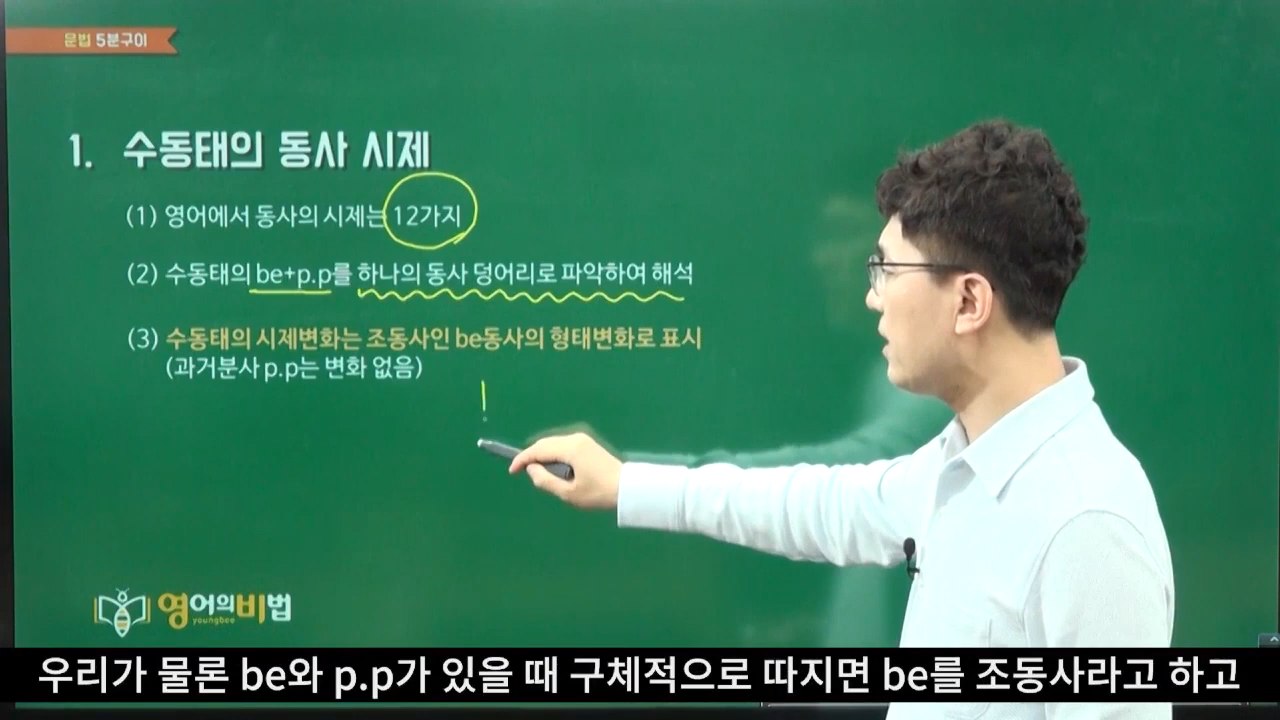 문법 5분구이
1. 수동태의 동사 시제
(1) 영어에서 동사의 시제는 12가지
(2) 수동태의 be+p.p를 하나의 동사 덩어리로 파악하여 해석
(3) 수동태의 시제변화는 조동사인 be동사의 형태변화로 표시
(과거분사 p.p는 변화 없음)
영어의비법
youngbee
우리가 물론 be와 p.p가 있을 때 구체적으로 따지면 be를 조동사라고 하고